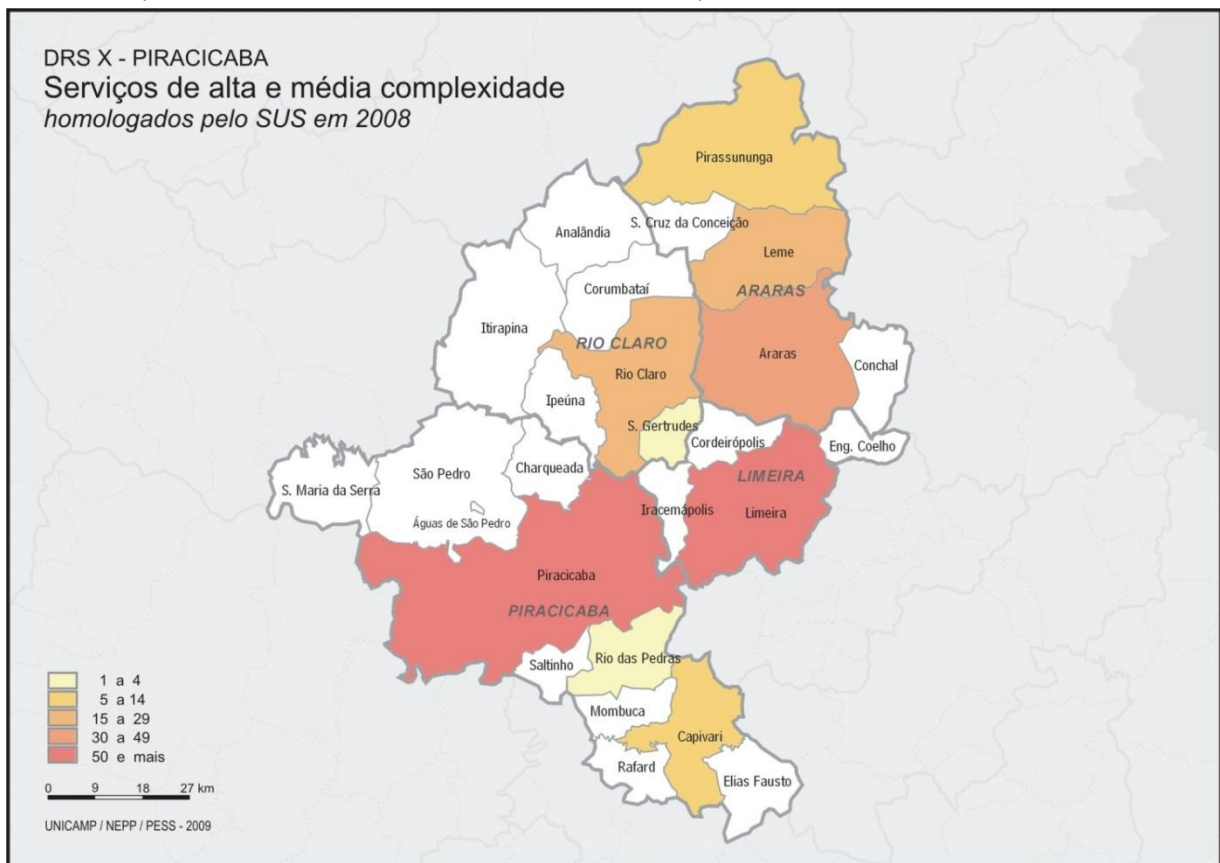 DRS X - PIRACICABA
Serviços de alta e média complexidade
homologados pelo SUS em 2008
Pirassununga
S. Cruz da Conceição
Analândia
Leme
Corumbataí
ARARAS
Itirapina
RIO CLARO
Araras
Conchal
Rio Claro
Ipeúna
S. Gertrudes
Cordeirópolis
Eng. Coelho
Charqueada
São Pedro
LIMEIRA
S. Maria da Serra
Iracemápolis
Limeira
Águas de São Pedro
Piracicaba
PIRACICABA
Saltinho
Rio das Pedras
Mombuca
Capivari
Rafard
Elias Fausto
1 a 4
5 a 14
15 a 29
30 a 49
50 e mais
0 9 18 27 km
UNICAMP / NEPP / PESS - 2009